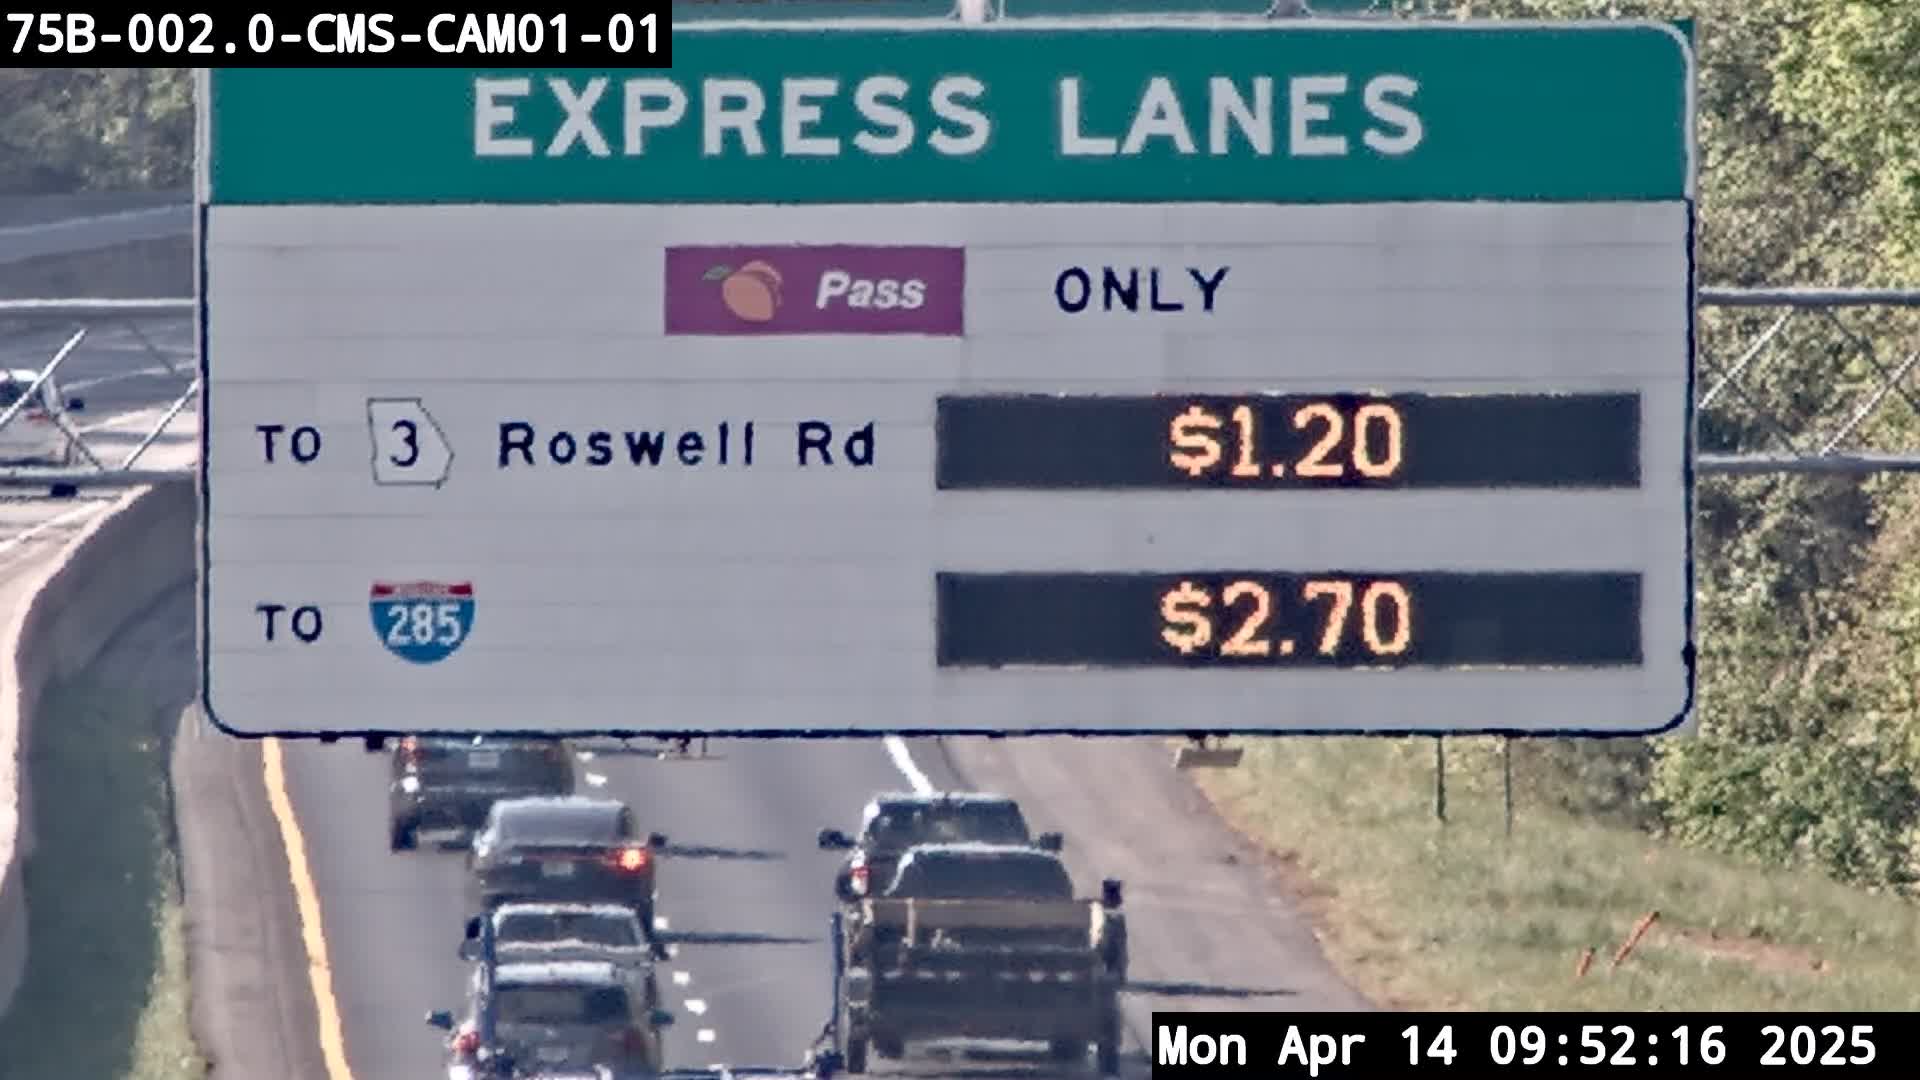 75B-002.0-CMS-CAM01-01
EXPRESS LANES
Pass ONLY
TO 3 Roswell Rd $1.20
TO 285 $2.70
Mon Apr 14 09:52:16 2025